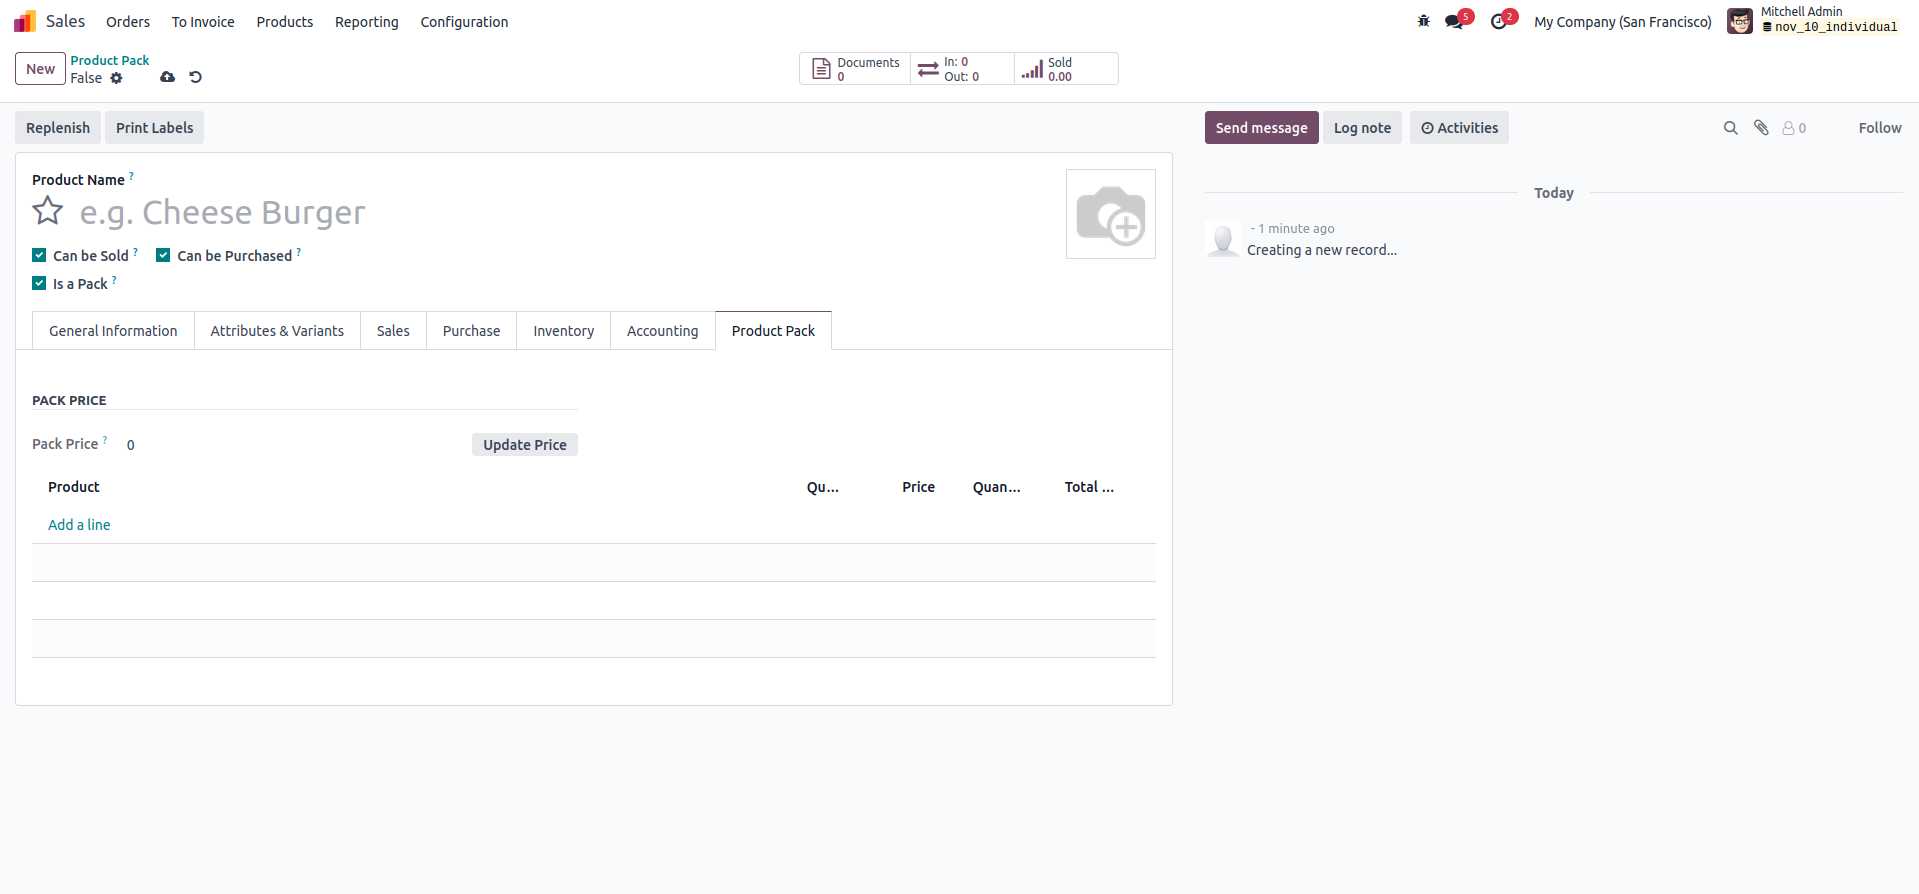 Sales Orders To Invoice Products Reporting Configuration 5 2 My Company (San Francisco) Mitchell Admin
nov_10_individual
New Product Pack
False
Documents
0
In: 0
Out: 0
Sold
0.00
Replenish Print Labels Send message Log note Activities 0 Follow
Product Name ?
e.g. Cheese Burger
Can be Sold ? Can be Purchased ?
Is a Pack ?
General Information Attributes & Variants Sales Purchase Inventory Accounting Product Pack
PACK PRICE
Pack Price ? 0 Update Price
Product Qu... Price Quan... Total ...
Add a line
Today
- 1 minute ago
Creating a new record...